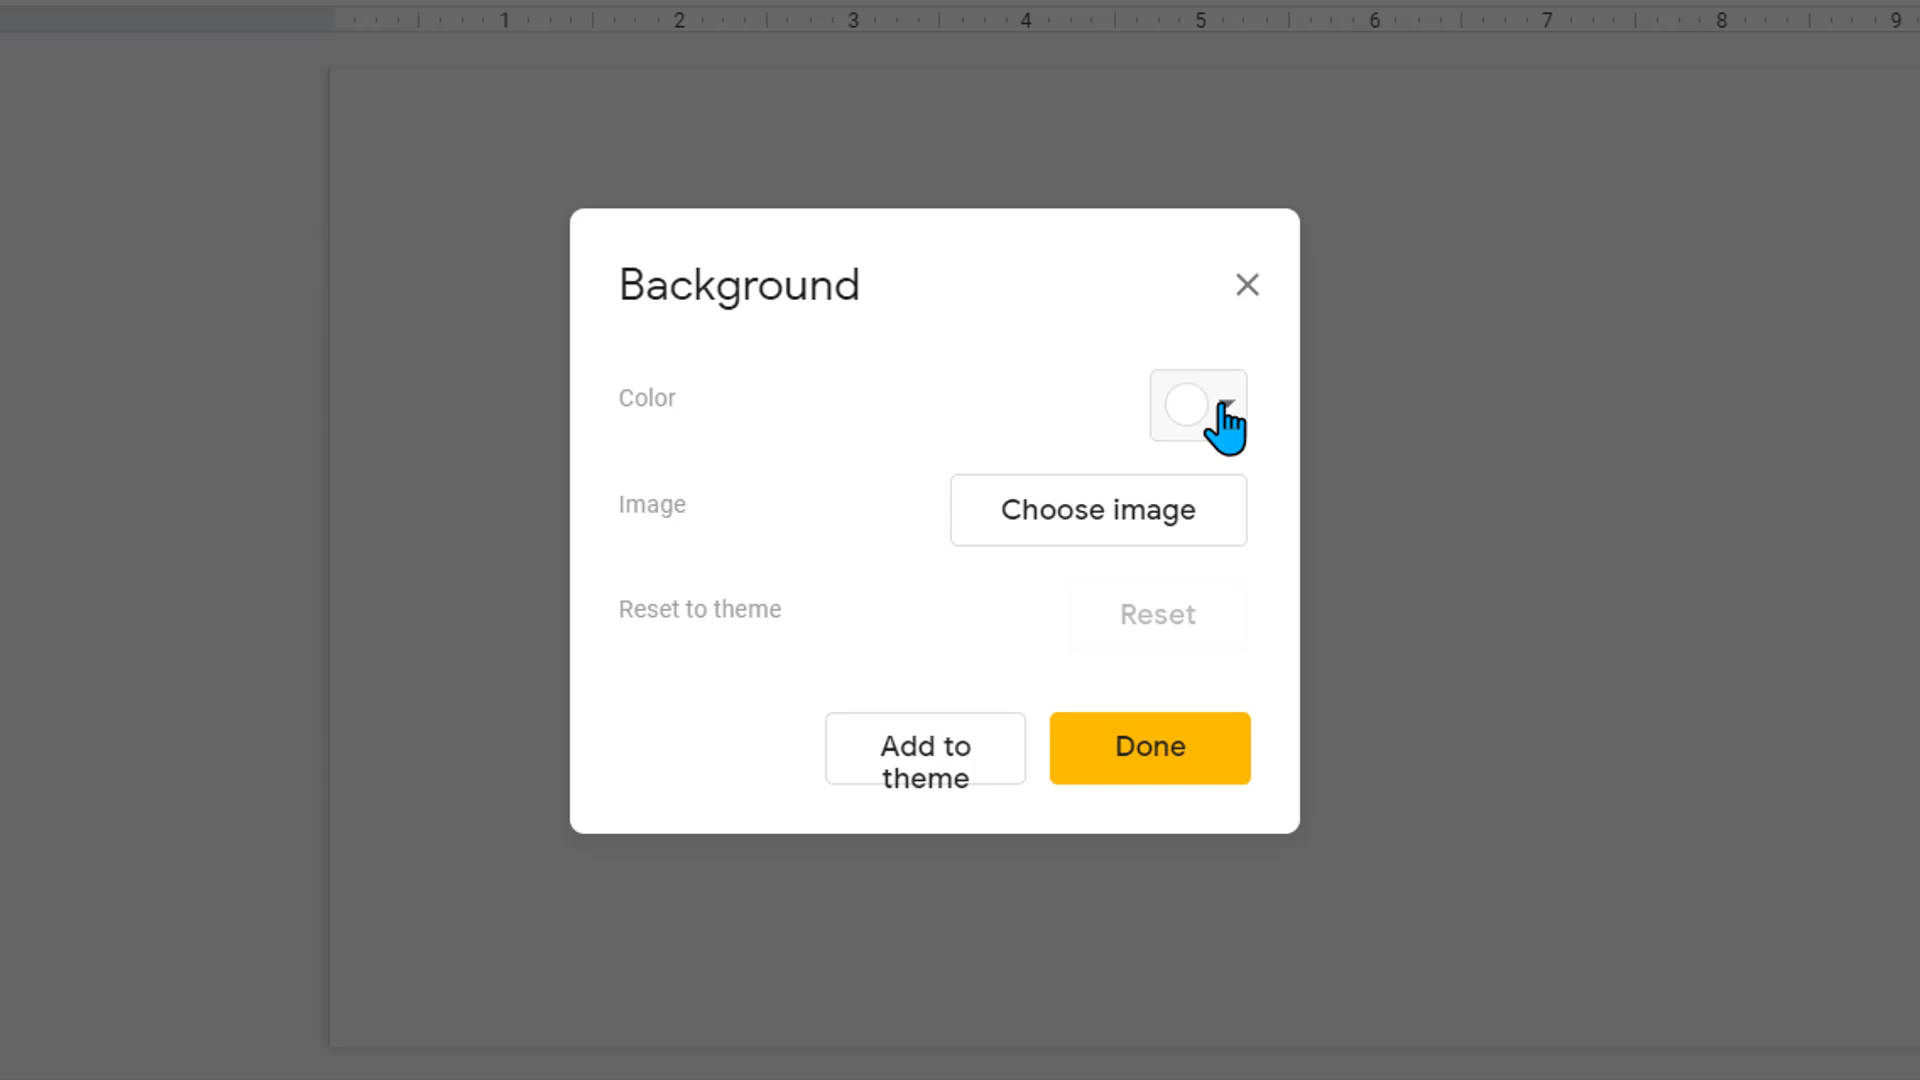 1 2 3 4 5 6 7 8 9
Background
Color
Image
Choose image
Reset to theme
Reset
Add to
theme
Done